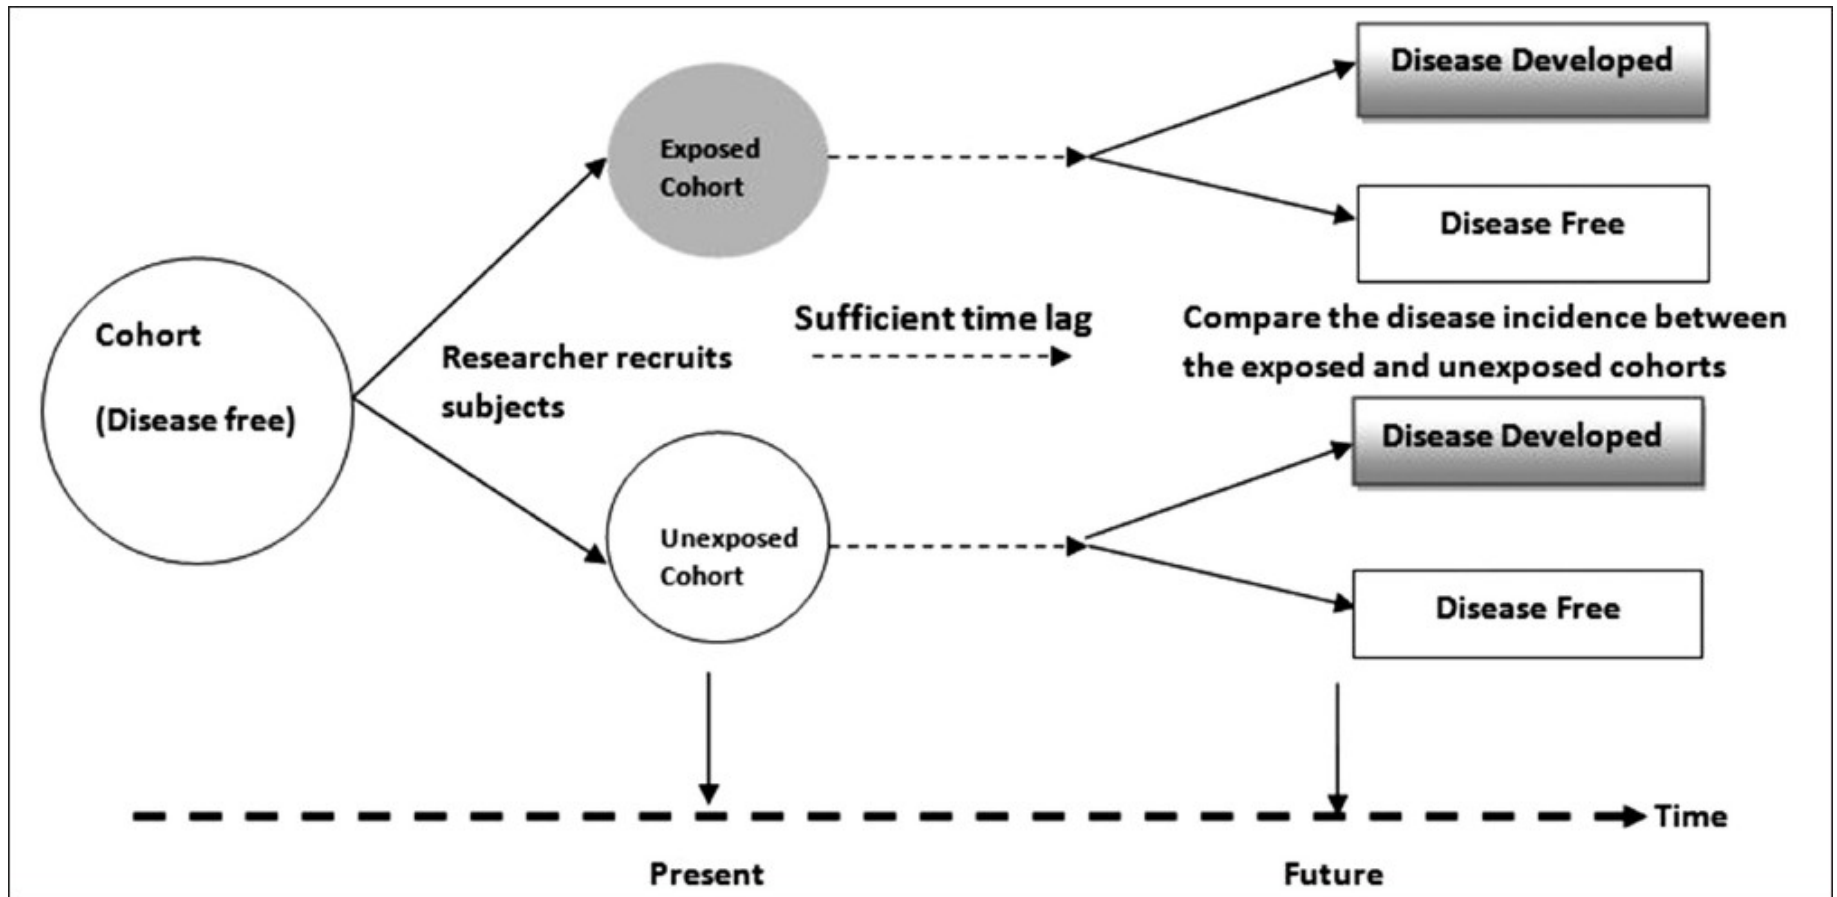 Disease Developed
Exposed
Cohort
Disease Free
Cohort
(Disease free)
Researcher recruits
subjects
Sufficient time lag
Compare the disease incidence between
the exposed and unexposed cohorts
Disease Developed
Unexposed
Cohort
Disease Free
Time
Present
Future